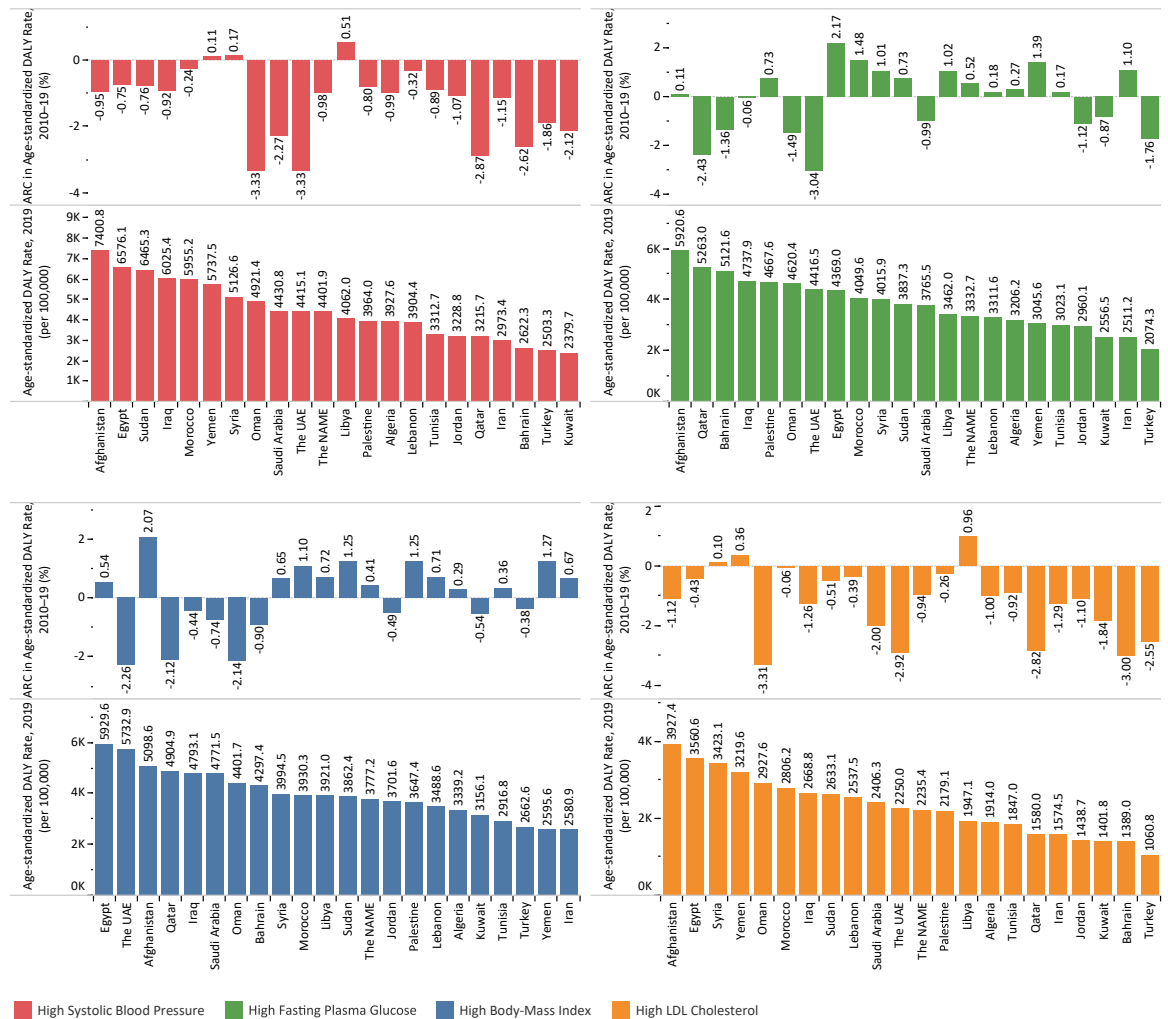 ARC in Age-standardized DALY Rate,
2010–19 (%)
0
-2
-4
-0.95
-0.75
-0.76
-0.92
-0.24
0.11
0.17
-3.33
-2.27
-3.33
-0.98
0.51
-0.80
-0.99
-0.32
-0.89
-1.07
-2.87
-1.15
-2.62
-1.86
-2.12
Age-standardized DALY Rate, 2019
(per 100,000)
9K
8K
7K
6K
5K
4K
3K
2K
1K
7400.8
6576.1
6465.3
6025.4
5955.2
5737.5
5126.6
4921.4
4430.8
4415.1
4401.9
4062.0
3964.0
3927.6
3904.4
3312.7
3228.8
3215.7
2973.4
2622.3
2503.3
2379.7
Afghanistan
Egypt
Sudan
Iraq
Morocco
Yemen
Syria
Oman
Saudi Arabia
The UAE
The NAME
Libya
Palestine
Algeria
Lebanon
Tunisia
Jordan
Qatar
Iran
Bahrain
Turkey
Kuwait
ARC in Age-standardized DALY Rate,
2010–19 (%)
2
0
-2
-4
0.11
-2.43
-1.36
-0.06
0.73
-1.49
-3.04
2.17
1.48
1.01
0.73
-0.99
1.02
0.52
0.18
0.27
1.39
0.17
-1.12
-0.87
1.10
-1.76
Age-standardized DALY Rate, 2019
(per 100,000)
6K
4K
2K
0K
5920.6
5263.0
5121.6
4737.9
4667.6
4620.4
4416.5
4369.0
4049.6
4015.9
3837.3
3765.5
3462.0
3332.7
3311.6
3206.2
3045.6
3023.1
2960.1
2556.5
2511.2
2074.3
Afghanistan
Qatar
Bahrain
Iraq
Palestine
Oman
The UAE
Egypt
Morocco
Syria
Sudan
Saudi Arabia
Libya
The NAME
Lebanon
Algeria
Yemen
Tunisia
Jordan
Kuwait
Iran
Turkey
ARC in Age-standardized DALY Rate,
2010–19 (%)
2
0
-2
0.54
-2.26
2.07
-2.12
-0.44
-0.74
-2.14
-0.90
0.65
1.10
0.72
1.25
0.41
-0.49
1.25
0.71
0.29
-0.54
0.36
-0.38
1.27
0.67
Age-standardized DALY Rate, 2019
(per 100,000)
6K
4K
2K
0K
5929.6
5732.9
5098.6
4904.9
4793.1
4771.5
4401.7
4297.4
3994.5
3930.3
3921.0
3862.4
3777.2
3701.6
3647.4
3488.6
3339.2
3156.1
2916.8
2662.6
2595.6
2580.9
Egypt
The UAE
Afghanistan
Qatar
Iraq
Saudi Arabia
Oman
Bahrain
Syria
Morocco
Libya
Sudan
The NAME
Jordan
Palestine
Lebanon
Algeria
Kuwait
Tunisia
Turkey
Yemen
Iran
ARC in Age-standardized DALY Rate,
2010–19 (%)
2
0
-2
-4
-1.12
-0.43
0.10
0.36
-3.31
-0.06
-1.26
-0.51
-0.39
-2.00
-2.92
-0.94
-0.26
0.96
-1.00
-0.92
-2.82
-1.29
-1.10
-1.84
-3.00
-2.55
Age-standardized DALY Rate, 2019
(per 100,000)
4K
2K
0K
3927.4
3560.6
3423.1
3219.6
2927.6
2806.2
2668.8
2633.1
2537.5
2406.3
2250.0
2235.4
2179.1
1947.1
1914.0
1847.0
1580.0
1574.5
1438.7
1401.8
1389.0
1060.8
Afghanistan
Egypt
Syria
Yemen
Oman
Morocco
Iraq
Sudan
Lebanon
Saudi Arabia
The UAE
The NAME
Palestine
Libya
Algeria
Tunisia
Qatar
Iran
Jordan
Kuwait
Bahrain
Turkey
High Systolic Blood Pressure
High Fasting Plasma Glucose
High Body-Mass Index
High LDL Cholesterol